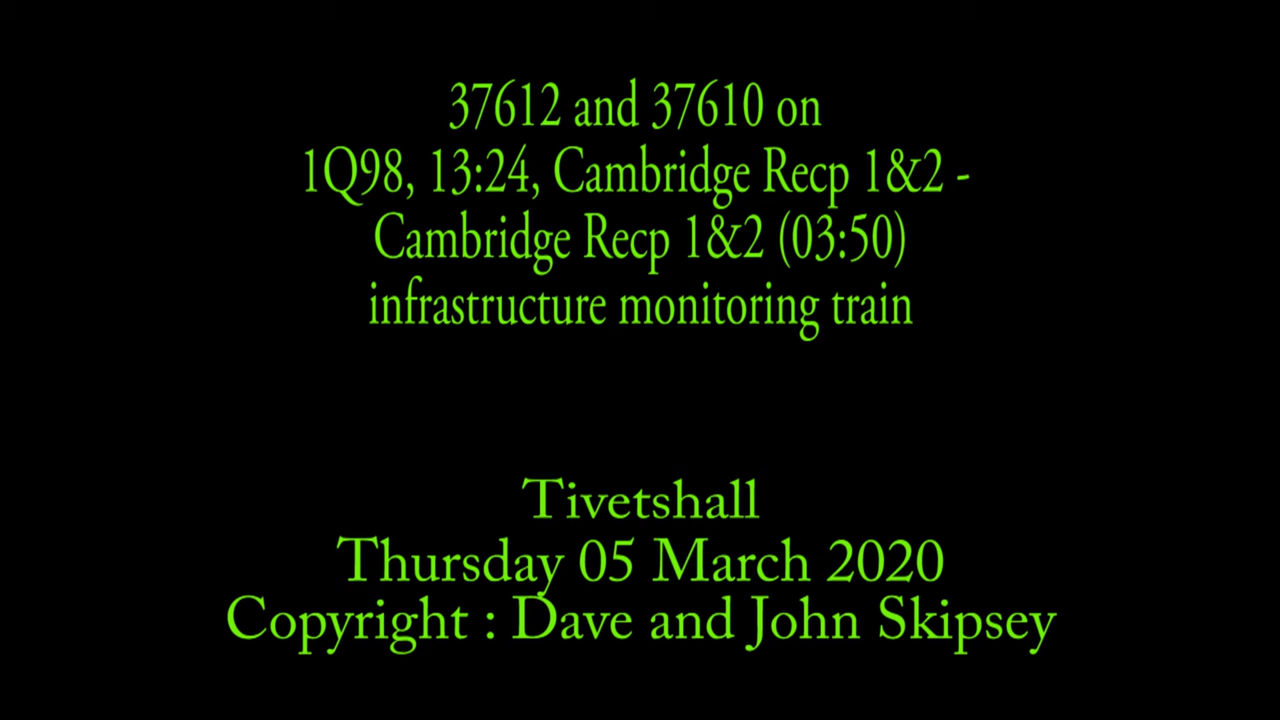 37612 and 37610 on
1Q98, 13:24, Cambridge Recp 1&2 -
Cambridge Recp 1&2 (03:50)
infrastructure monitoring train
Tivetshall
Thursday 05 March 2020
Copyright : Dave and John Skipsey